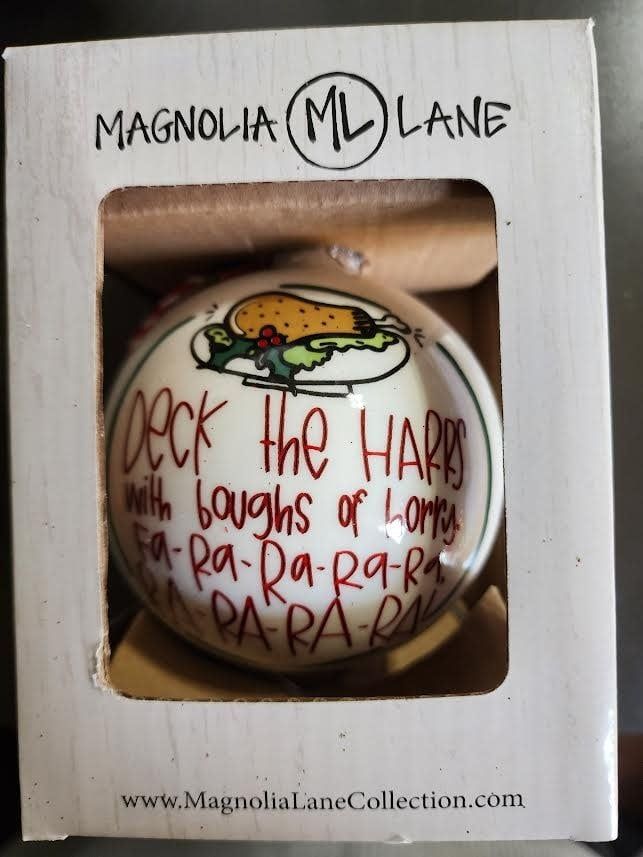 MAGNOLIA ML LANE
Deck the HARRS
with boughs of horry.
Fa-Ra-Ra-Ra-Ra,
RA-RA-RA-RA!
www.MagnoliaLaneCollection.com